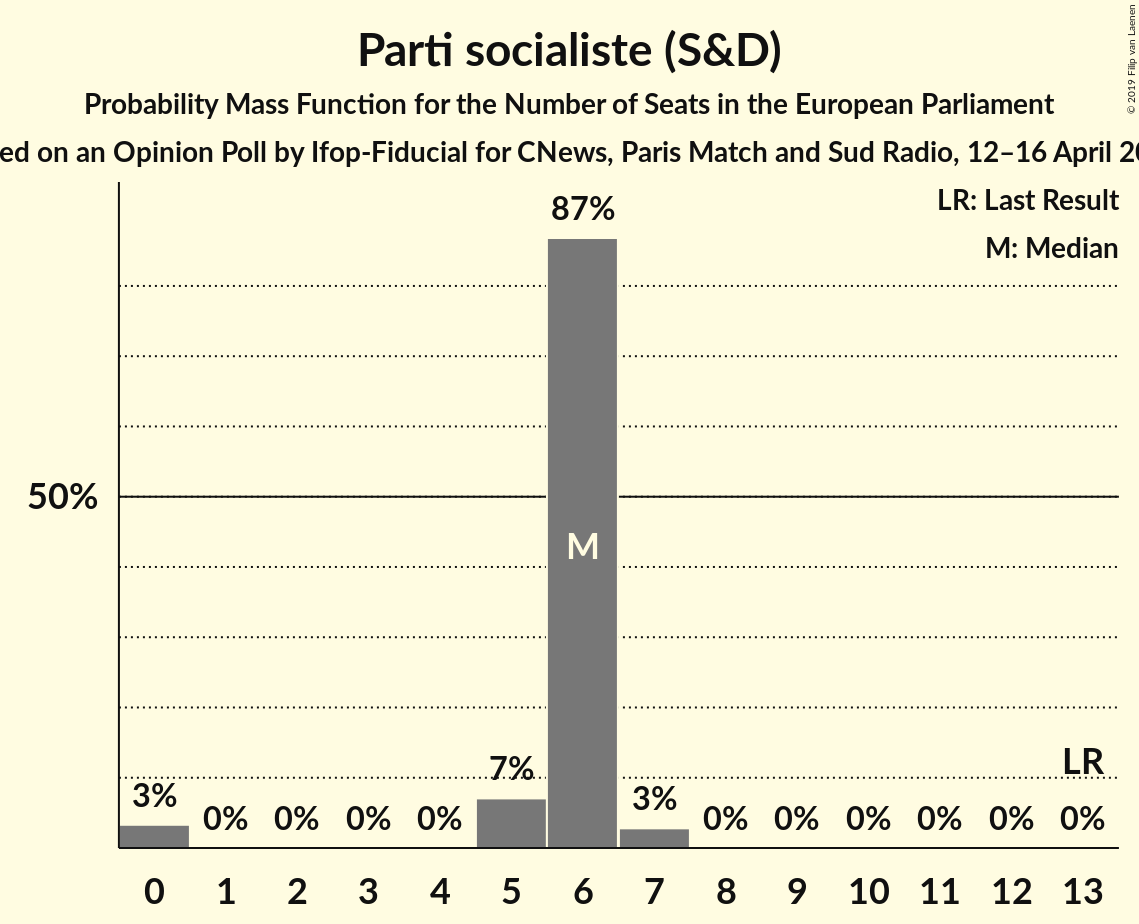 Parti socialiste (S&D)
Probability Mass Function for the Number of Seats in the European Parliament
on an Opinion Poll by Ifop-Fiducial for CNews, Paris Match and Sud Radio, 12–16 April
© 2019 Filip van Laenen
LR: Last Result
M: Median
87%
50%
M
LR
3% 0% 0% 0% 0% 7% 3% 0% 0% 0% 0% 0% 0%
0 1 2 3 4 5 6 7 8 9 10 11 12 13